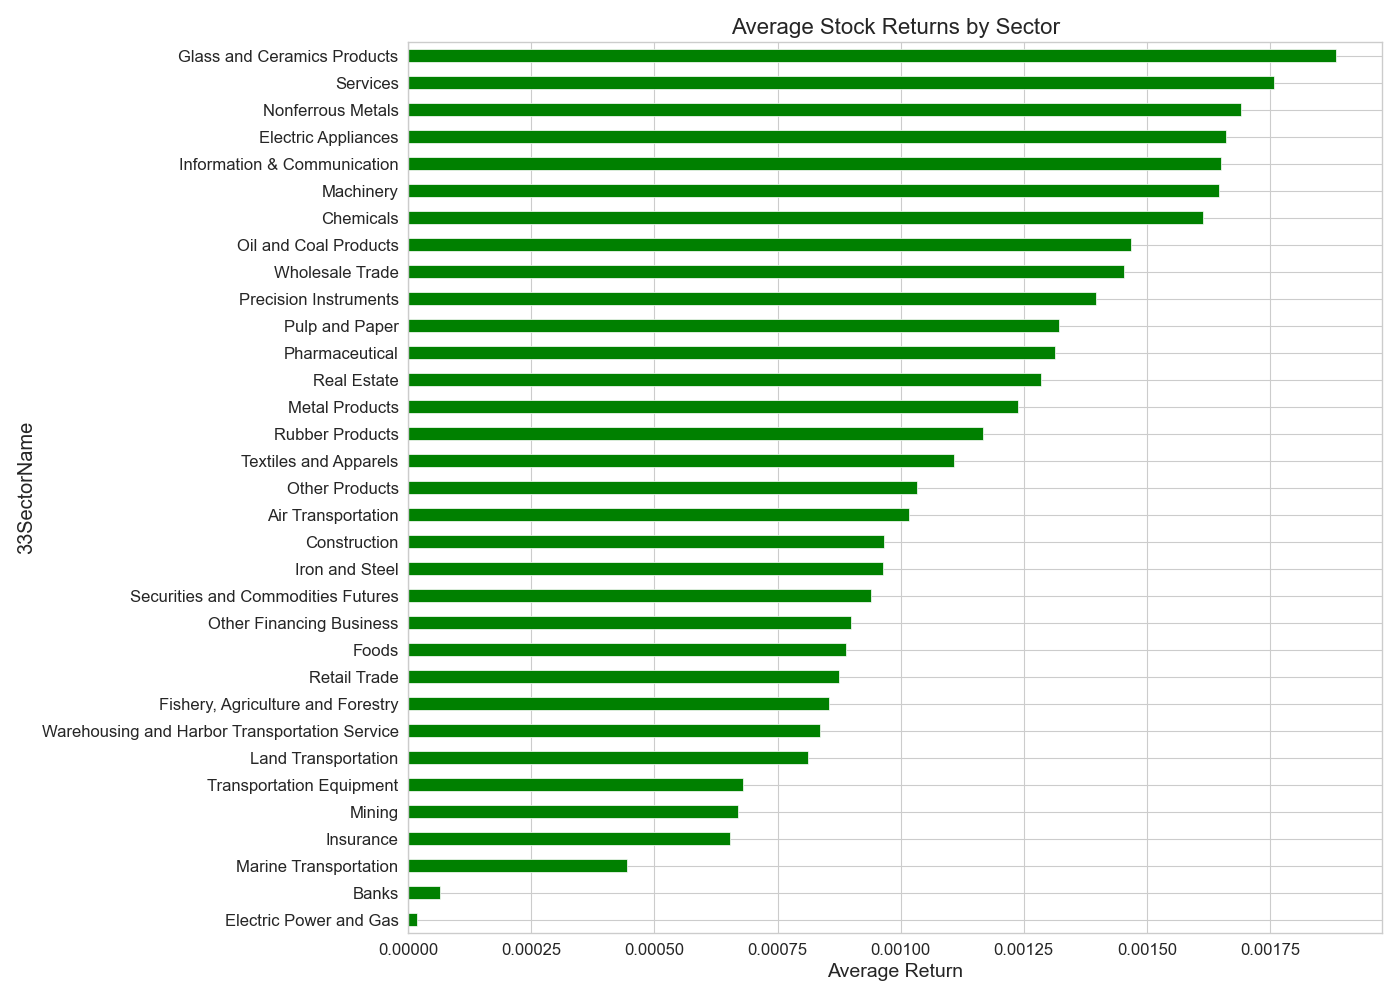 Average Stock Returns by Sector
Glass and Ceramics Products
Services
Nonferrous Metals
Electric Appliances
Information & Communication
Machinery
Chemicals
Oil and Coal Products
Wholesale Trade
Precision Instruments
Pulp and Paper
Pharmaceutical
Real Estate
Metal Products
Rubber Products
Textiles and Apparels
Other Products
Air Transportation
Construction
Iron and Steel
Securities and Commodities Futures
Other Financing Business
Foods
Retail Trade
Fishery, Agriculture and Forestry
Warehousing and Harbor Transportation Service
Land Transportation
Transportation Equipment
Mining
Insurance
Marine Transportation
Banks
Electric Power and Gas
33SectorName
0.00000 0.00025 0.00050 0.00075 0.00100 0.00125 0.00150 0.00175
Average Return